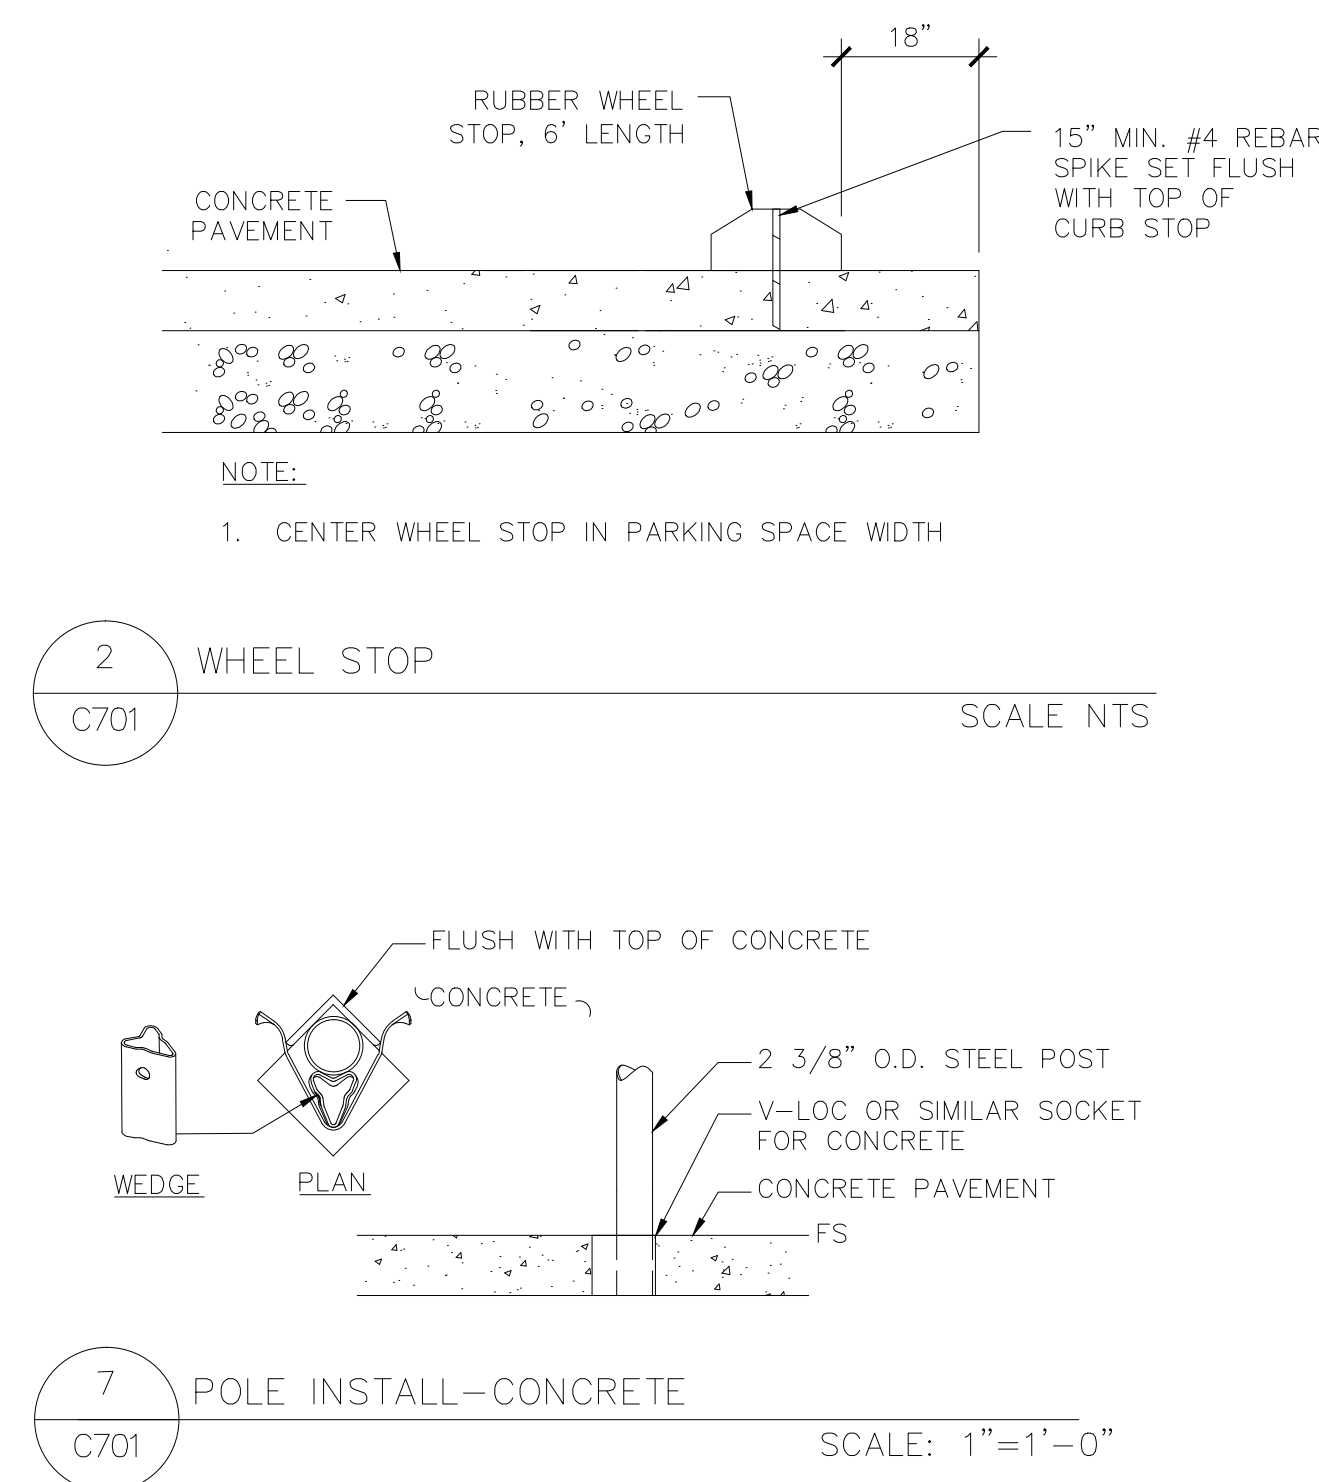 18”
RUBBER WHEEL
STOP, 6’ LENGTH
15” MIN. #4 REBAR
SPIKE SET FLUSH
WITH TOP OF
CURB STOP
CONCRETE
PAVEMENT
NOTE:
1. CENTER WHEEL STOP IN PARKING SPACE WIDTH
2
WHEEL STOP
C701
SCALE NTS
FLUSH WITH TOP OF CONCRETE
CONCRETE
2 3/8” O.D. STEEL POST
V–LOC OR SIMILAR SOCKET
FOR CONCRETE
WEDGE
PLAN
CONCRETE PAVEMENT
FS
7
POLE INSTALL–CONCRETE
C701
SCALE: 1”=1’–0”